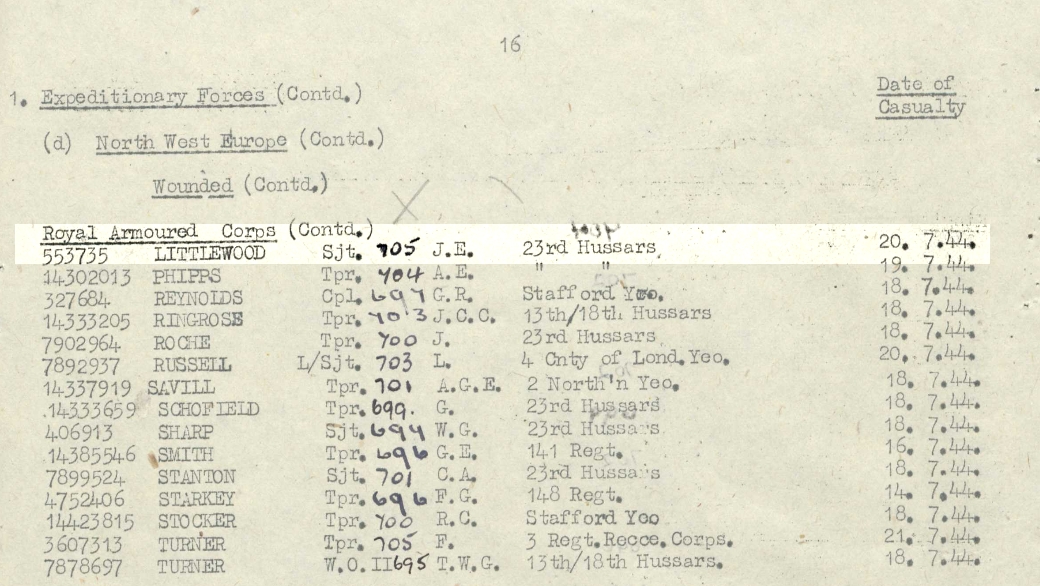 16
1. Expeditionary Forces (Contd.) Date of Casualty
(d) North West Europe (Contd.)
Wounded (Contd.)
Royal Armoured Corps (Contd.)
553735 LITTLEWOOD Sjt. 705 J.E. 23rd Hussars, 20. 7.44.
14302013 PHIPPS Tpr. 704 A.E. " " 19. 7.44.
327684 REYNOLDS Cpl. 697 G.R. Stafford Yeo. 18. 7.44.
14333205 RINGROSE Tpr. 703 J.C.C. 13th/18th Hussars 18. 7.44.
7902964 ROCHE Tpr. 700 J. 23rd Hussars 18. 7.44.
7892937 RUSSELL L/Sjt. 703 L. 4 Cnty of Lond.Yeo. 20. 7.44.
14337919 SAVILL Tpr. 701 A.G.E. 2 North'n Yeo. 18. 7.44.
14333659 SCHOFIELD Tpr. 699. G. 23rd Hussars 18. 7.44.
406913 SHARP Sjt. 694 W.G. 23rd Hussars 18. 7.44.
14385546 SMITH Tpr. 696 G.E. 141 Regt. 16. 7.44.
7899524 STANTON Sjt. 701 C.A. 23rd Hussars 18. 7.44.
4752406 STARKEY Tpr. 696 F.G. 148 Regt. 14. 7.44.
14423815 STOCKER Tpr. 700 R.C. Stafford Yeo 18. 7.44.
3607313 TURNER Tpr. 705 F. 3 Regt.Recce.Corps. 21. 7.44.
7878697 TURNER W.O.II 695 T.W.G. 13th/18th Hussars. 18. 7.44.